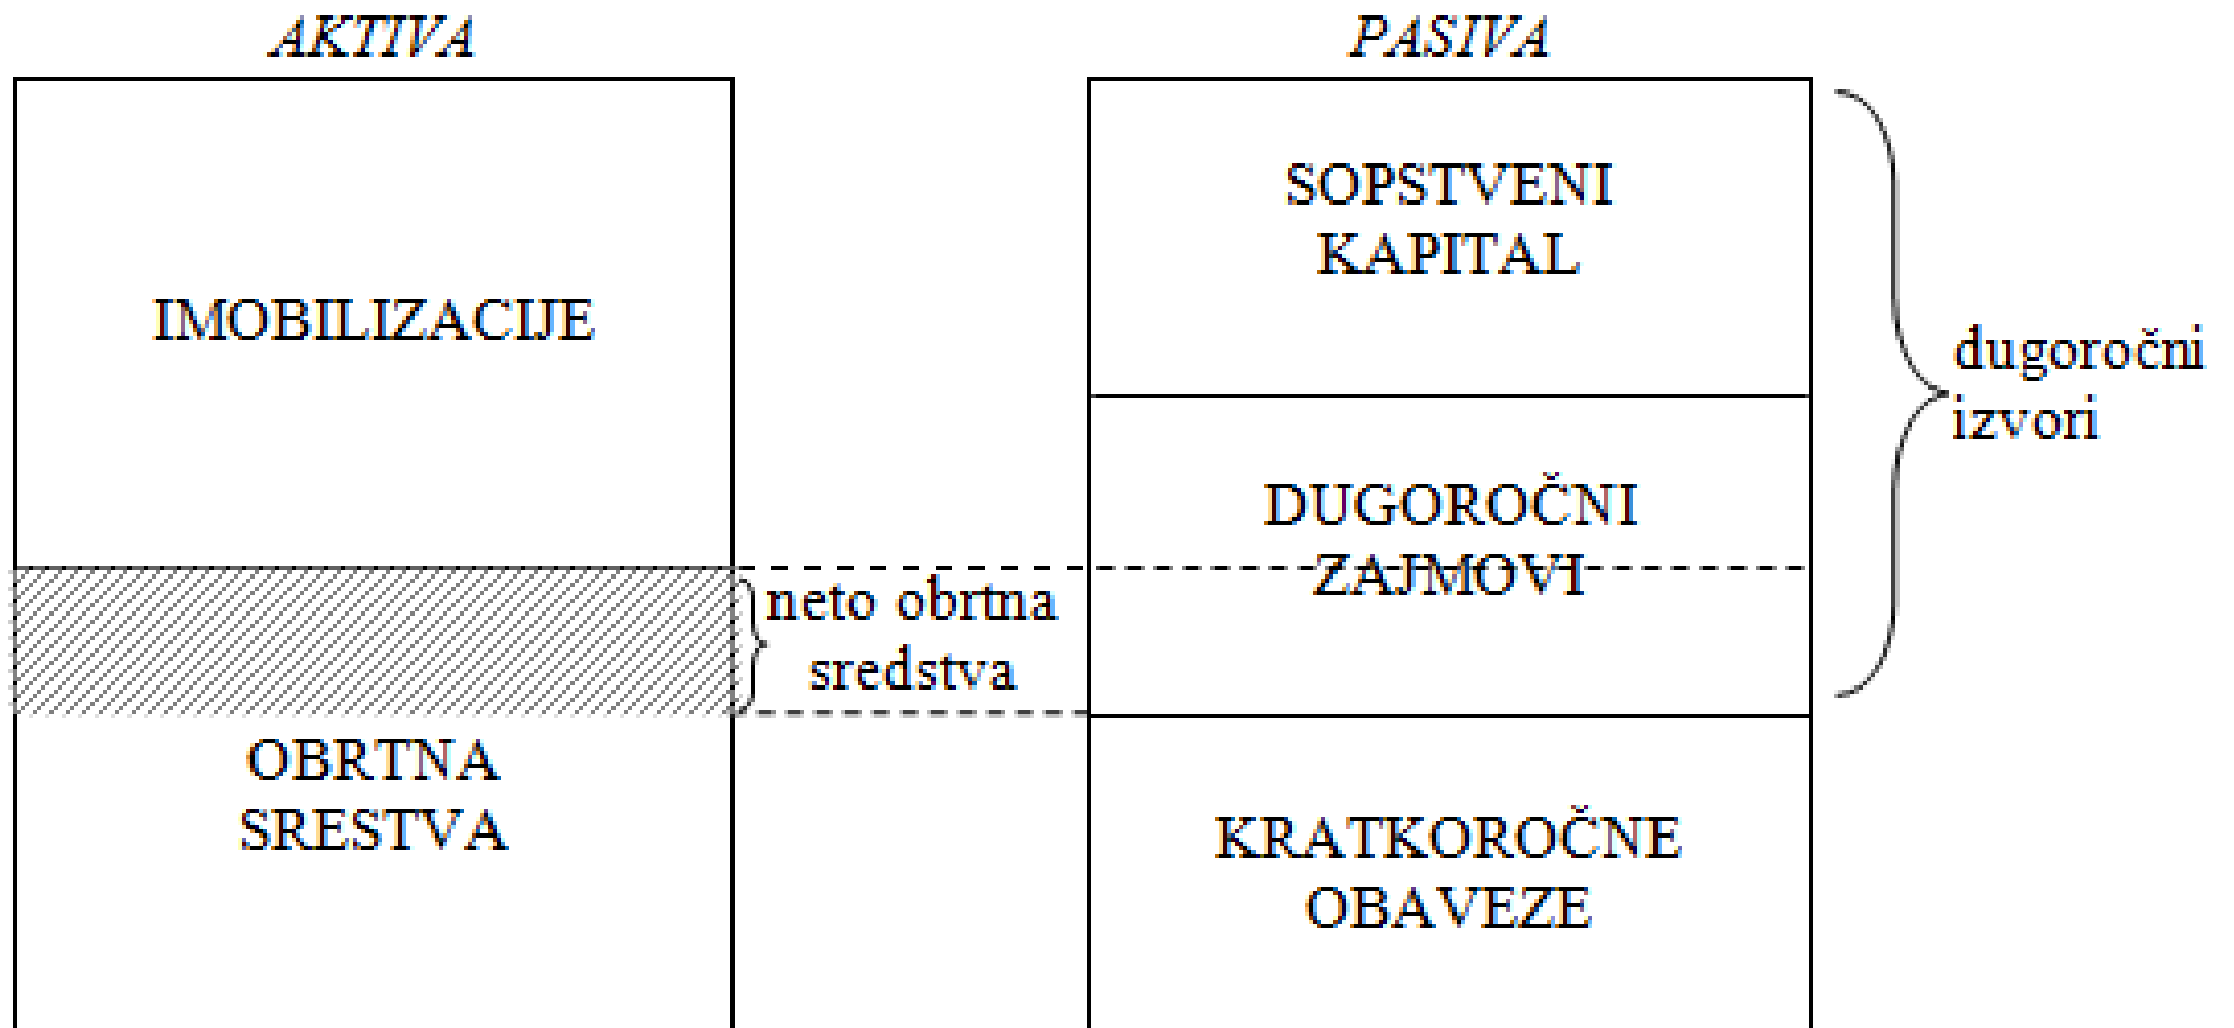 AKTIVA
IMOBILIZACIJE
neto obrtna
sredstva
OBRTNA
SRESTVA
PASIVA
SOPSTVENI
KAPITAL
DUGOROČNI
ZAJMOVI
KRATKOROČNE
OBAVEZE
dugoročni
izvori